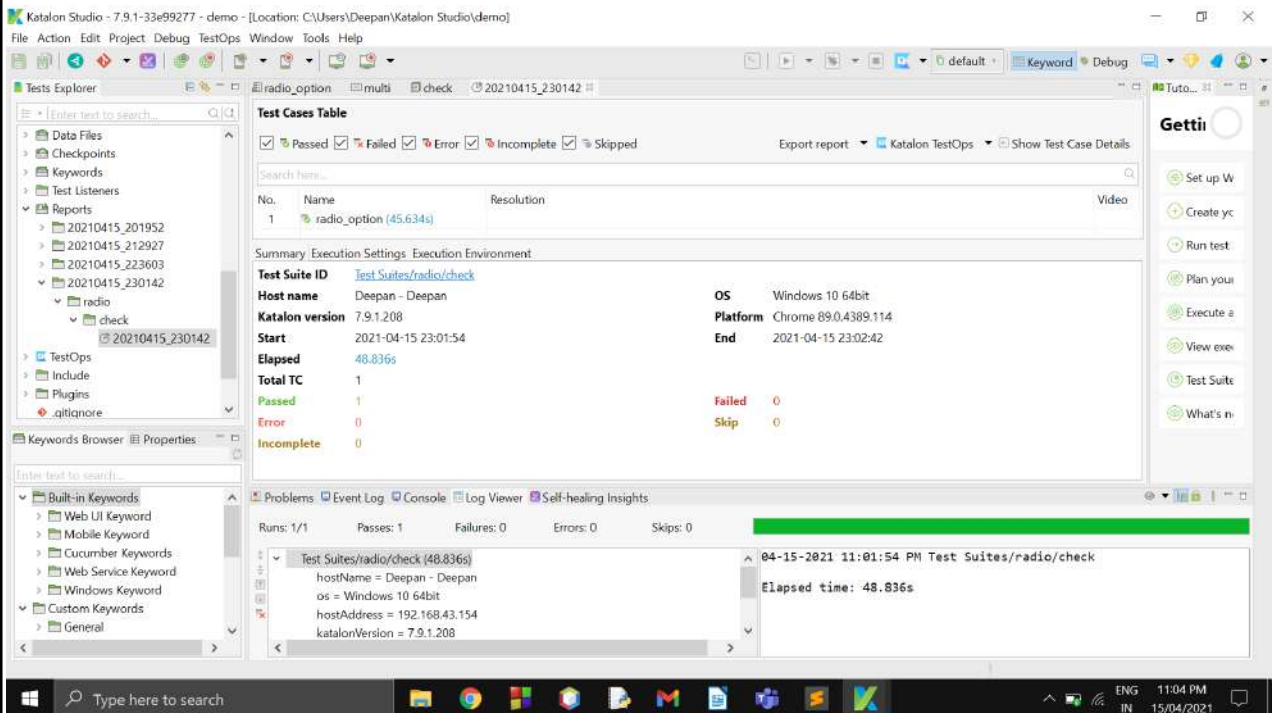 Katalon Studio - 7.9.1-33e99277 - demo - [Location: C:\Users\Deepan\Katalon Studio\demo]
File Action Edit Project Debug TestOps Window Tools Help
default Keyword Debug
Tests Explorer
Enter text to search...
Data Files
Checkpoints
Keywords
Test Listeners
Reports
20210415_201952
20210415_212927
20210415_223603
20210415_230142
radio
check
20210415_230142
TestOps
Include
Plugins
.gitignore
radio_option multi check 20210415_230142
Test Cases Table
Passed Failed Error Incomplete Skipped Export report Katalon TestOps Show Test Case Details
Search here...
No. Name Resolution Video
1 radio_option (45.634s)
Summary Execution Settings Execution Environment
Test Suite ID Test Suites/radio/check
Host name Deepan - Deepan OS Windows 10 64bit
Katalon version 7.9.1.208 Platform Chrome 89.0.4389.114
Start 2021-04-15 23:01:54 End 2021-04-15 23:02:42
Elapsed 48.836s
Total TC 1
Passed 1 Failed 0
Error 0 Skip 0
Incomplete 0
Tuto...
Getti
Set up W
Create yc
Run test
Plan your
Execute a
View exe
Test Suite
What's n
Keywords Browser Properties
Enter text to search...
Built-in Keywords
Web UI Keyword
Mobile Keyword
Cucumber Keywords
Web Service Keyword
Windows Keyword
Custom Keywords
General
Problems Event Log Console Log Viewer Self-healing Insights
Runs: 1/1 Passes: 1 Failures: 0 Errors: 0 Skips: 0
Test Suites/radio/check (48.836s)
hostName = Deepan - Deepan
os = Windows 10 64bit
hostAddress = 192.168.43.154
katalonVersion = 7.9.1.208
04-15-2021 11:01:54 PM Test Suites/radio/check
Elapsed time: 48.836s
Type here to search
ENG
IN
11:04 PM
15/04/2021